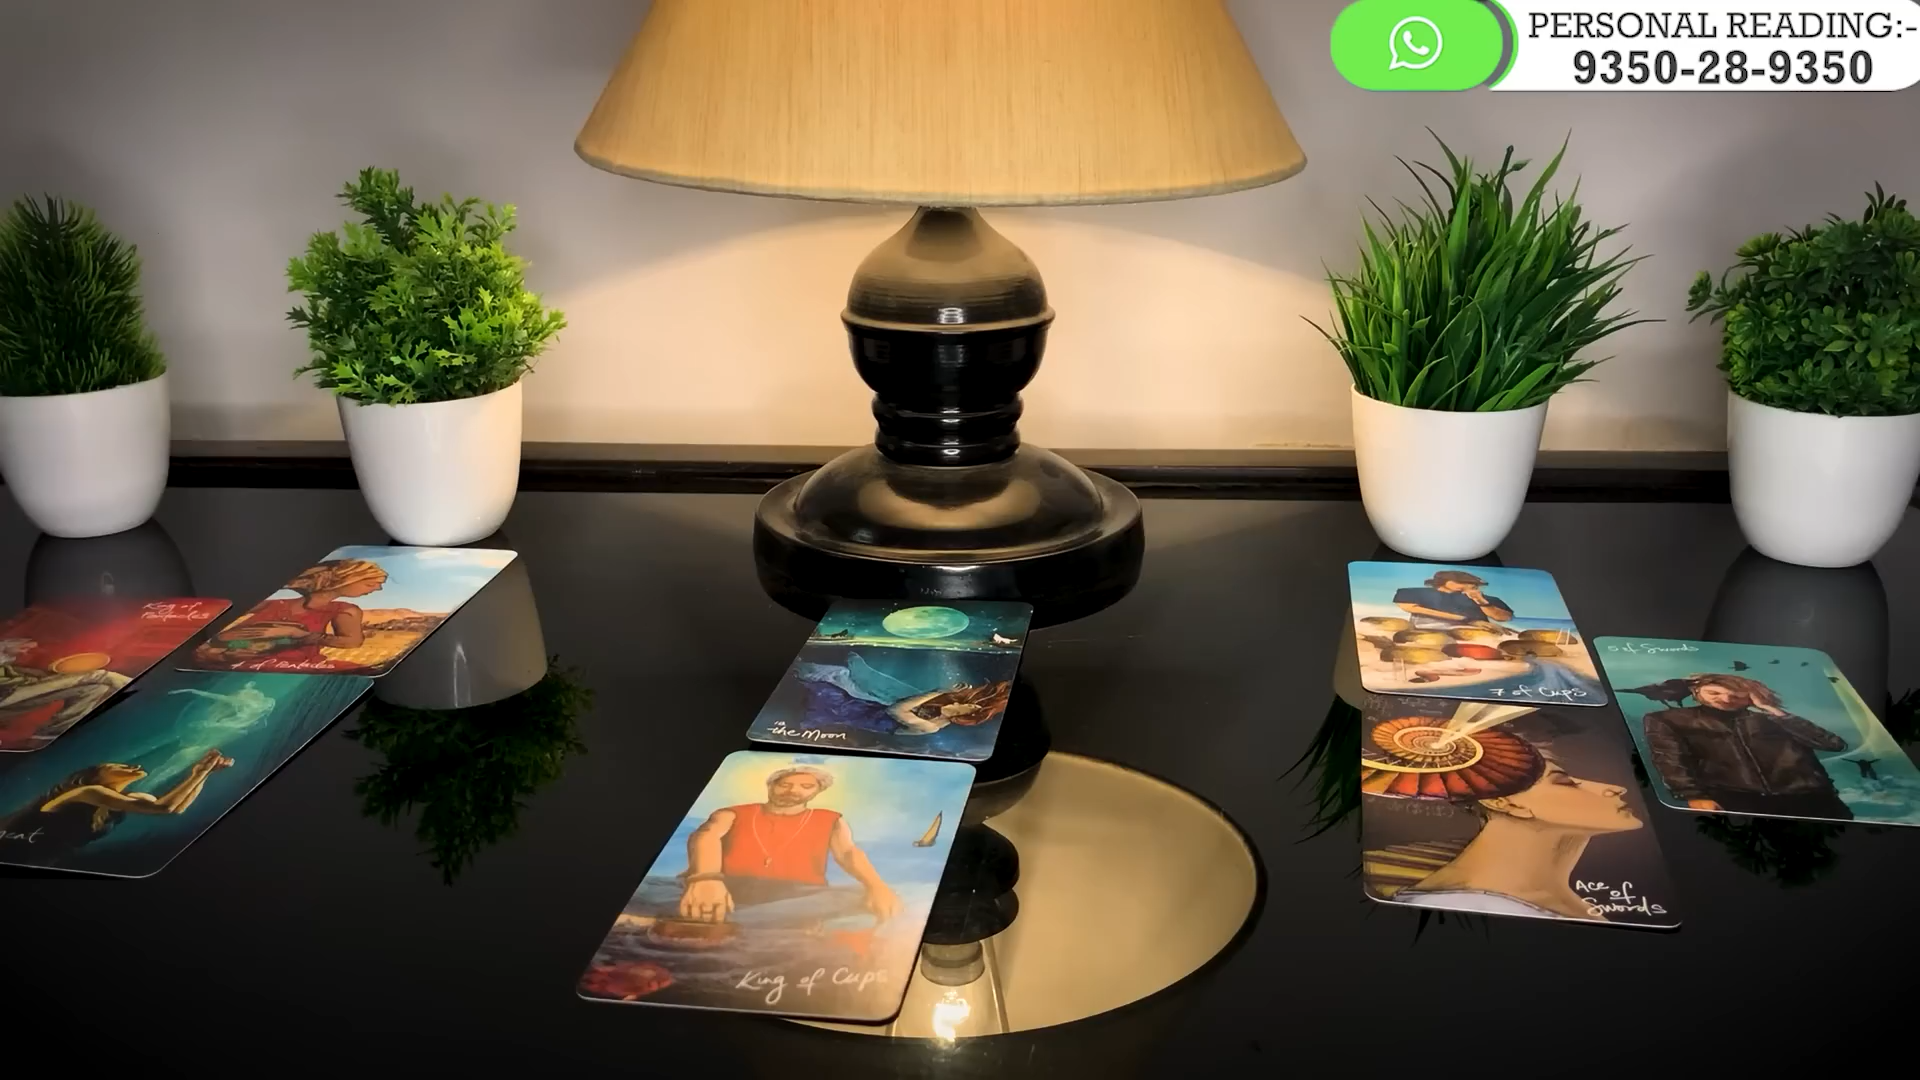 PERSONAL READING:-
9350-28-9350
King of
Pentacles
4 of Pentacles
18
the Moon
King of Cups
7 of Cups
5 of Swords
Ace
of
Swords